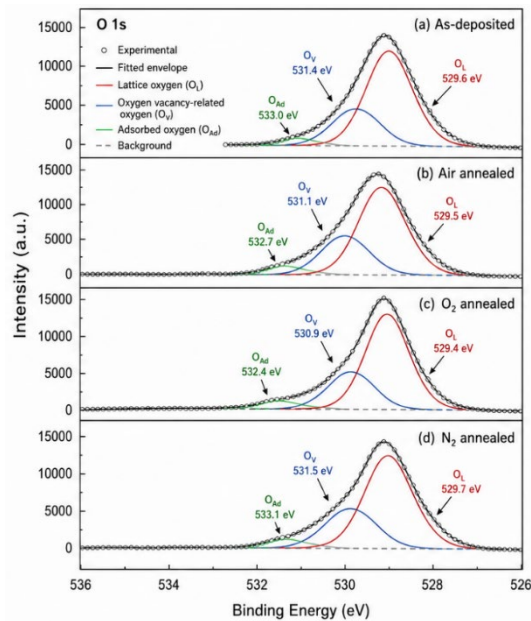 O 1s
Experimental
Fitted envelope
Lattice oxygen (O_L)
Oxygen vacancy-related
oxygen (O_V)
Adsorbed oxygen (O_Ad)
Background
(a) As-deposited
O_V
531.4 eV
O_L
529.6 eV
O_Ad
533.0 eV
15000
10000
5000
0
(b) Air annealed
O_V
531.1 eV
O_L
529.5 eV
O_Ad
532.7 eV
15000
10000
5000
0
(c) O₂ annealed
O_V
530.9 eV
O_L
529.4 eV
O_Ad
532.4 eV
15000
10000
5000
0
(d) N₂ annealed
O_V
531.5 eV
O_L
529.7 eV
O_Ad
533.1 eV
15000
10000
5000
0
Intensity (a.u.)
536 534 532 530 528 526
Binding Energy (eV)